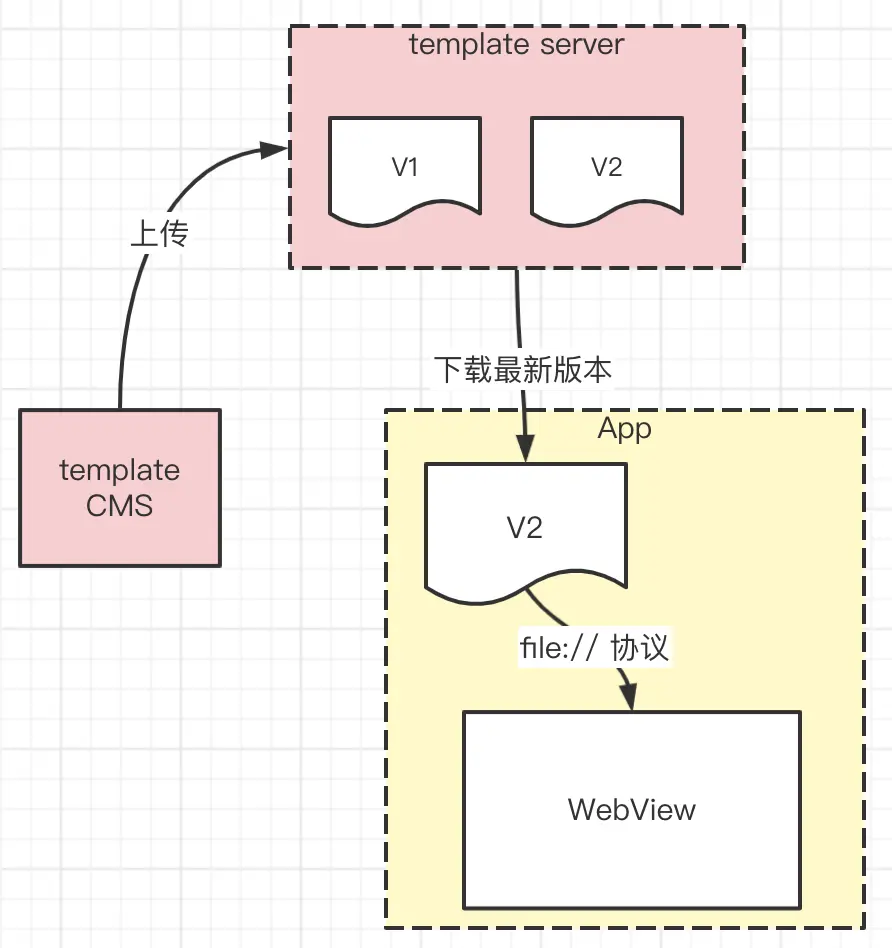 template server
V1
V2
上传
下载最新版本
App
template
CMS
V2
file:// 协议
WebView